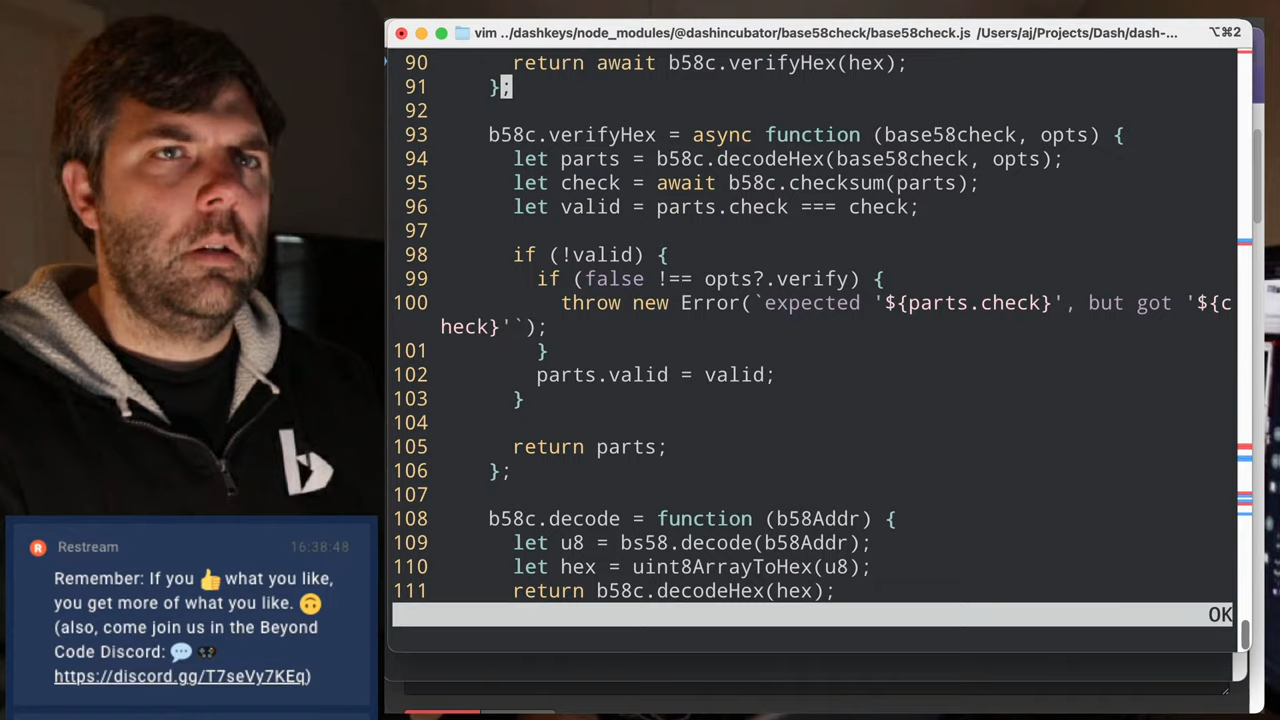 vim ../dashkeys/node_modules/@dashincubator/base58check/base58check.js /Users/aj/Projects/Dash/dash-... ⌥⌘2
90 return await b58c.verifyHex(hex);
91 };
92
93 b58c.verifyHex = async function (base58check, opts) {
94 let parts = b58c.decodeHex(base58check, opts);
95 let check = await b58c.checksum(parts);
96 let valid = parts.check === check;
97
98 if (!valid) {
99 if (false !== opts?.verify) {
100 throw new Error(`expected '${parts.check}', but got '${c
heck}'`);
101 }
102 parts.valid = valid;
103 }
104
105 return parts;
106 };
107
108 b58c.decode = function (b58Addr) {
109 let u8 = bs58.decode(b58Addr);
110 let hex = uint8ArrayToHex(u8);
111 return b58c.decodeHex(hex);
OK
R Restream 16:38:48
Remember: If you 👍 what you like,
you get more of what you like. 🙃
(also, come join us in the Beyond
Code Discord: 💬 🎮
https://discord.gg/T7seVy7KEq)